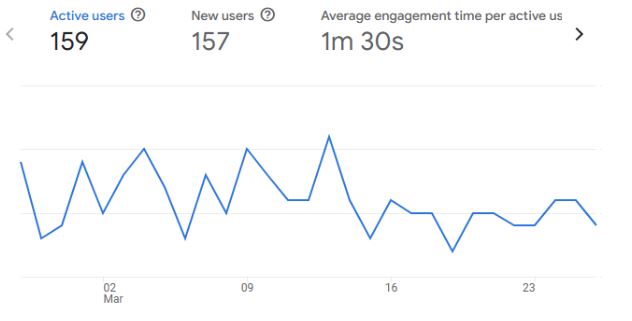 Active users
159
New users
157
Average engagement time per active us
1m 30s
02
Mar
09
16
23